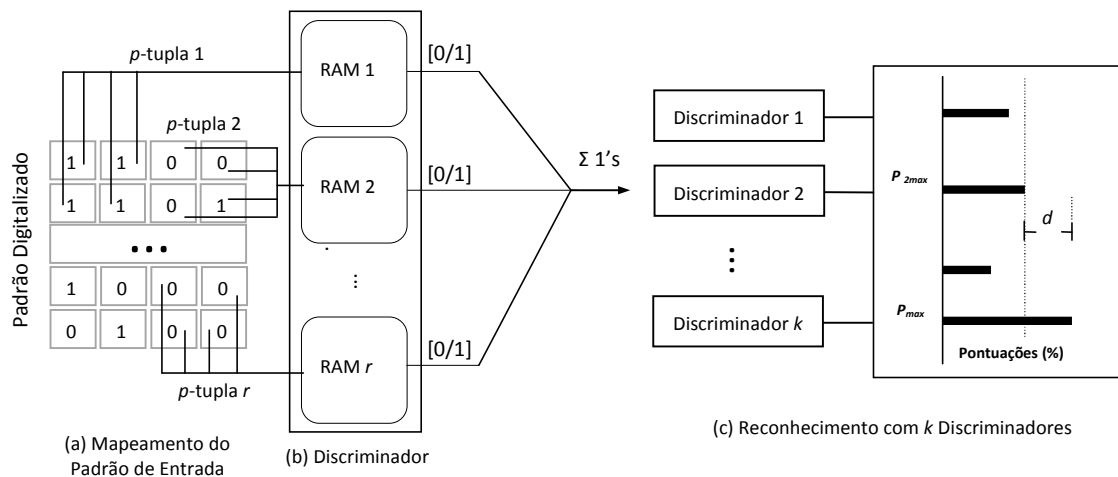 p-tupla 1
p-tupla 2
Padrão Digitalizado
1 1 0 0
1 1 0 1
...
1 0 0 0
0 1 0 0
p-tupla r
(a) Mapeamento do
Padrão de Entrada
RAM 1
RAM 2
...
RAM r
[0/1]
[0/1]
[0/1]
Σ 1's
(b) Discriminador
Discriminador 1
Discriminador 2
...
Discriminador k
P 2max
d
Pmax
Pontuações (%)
(c) Reconhecimento com k Discriminadores